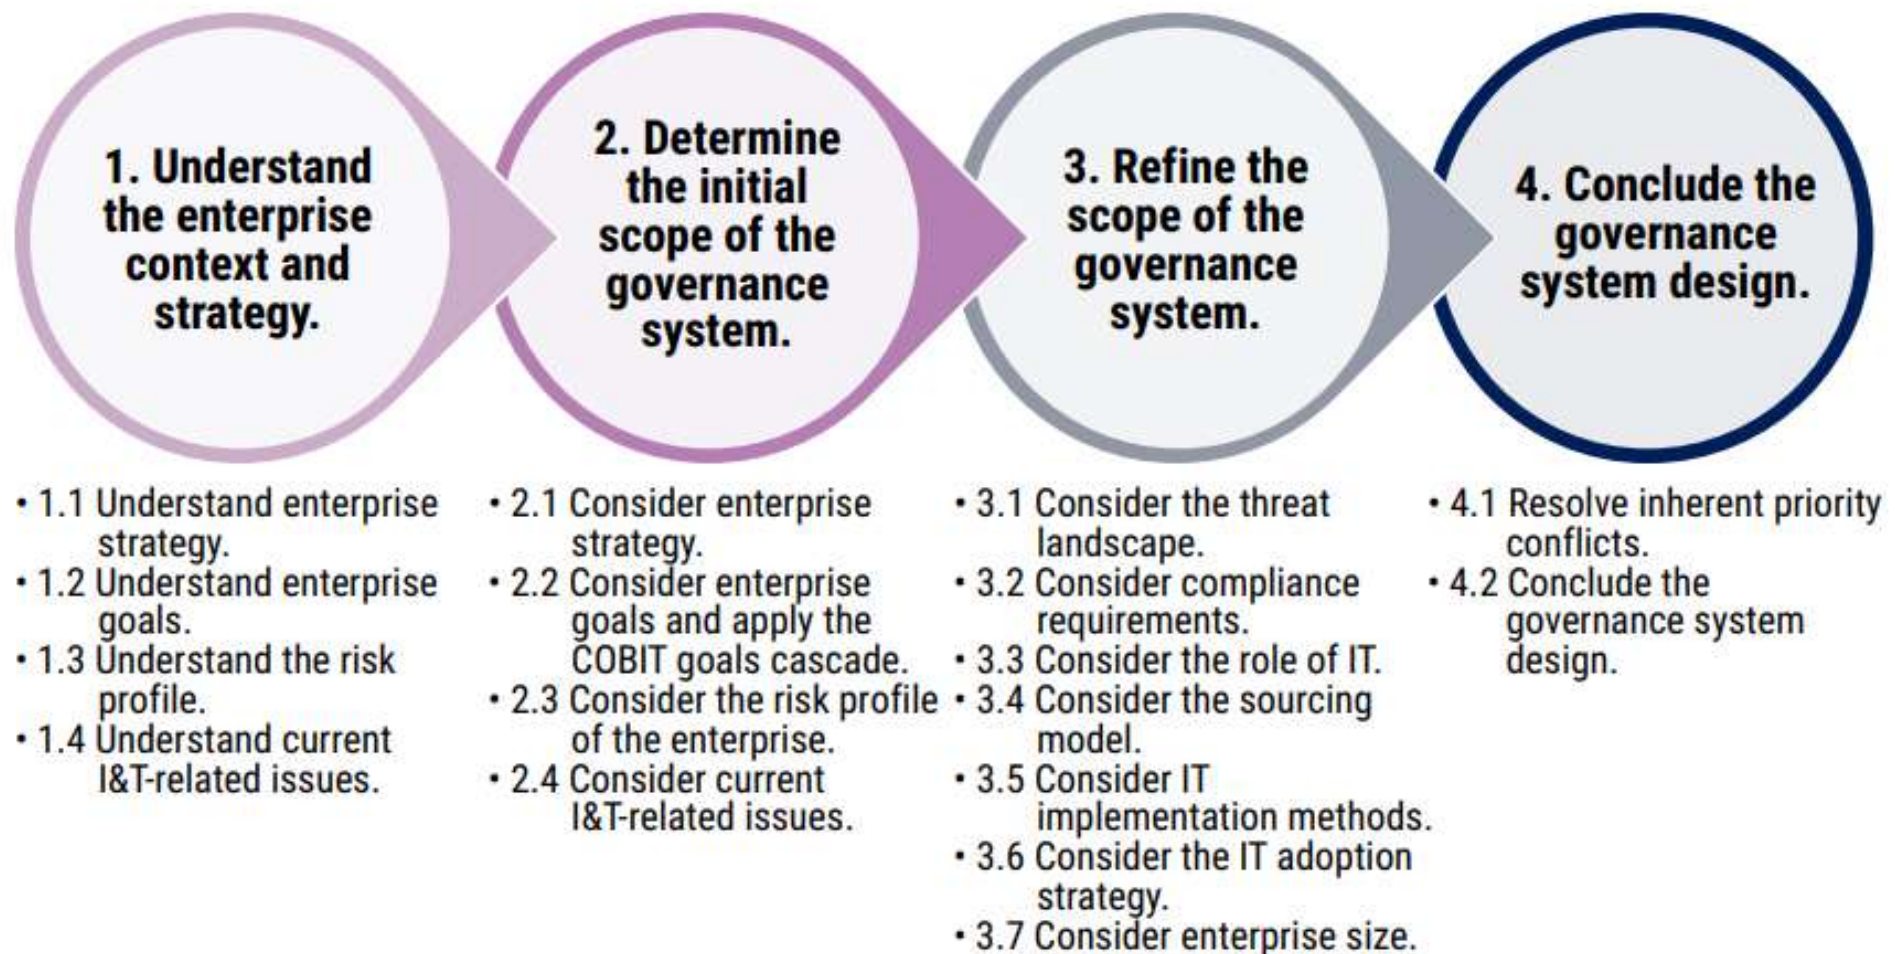 1. Understand
the enterprise
context and
strategy.
2. Determine
the initial
scope of the
governance
system.
3. Refine the
scope of the
governance
system.
4. Conclude the
governance
system design.
• 1.1 Understand enterprise
strategy.
• 1.2 Understand enterprise
goals.
• 1.3 Understand the risk
profile.
• 1.4 Understand current
I&T-related issues.
• 2.1 Consider enterprise
strategy.
• 2.2 Consider enterprise
goals and apply the
COBIT goals cascade.
• 2.3 Consider the risk profile
of the enterprise.
• 2.4 Consider current
I&T-related issues.
• 3.1 Consider the threat
landscape.
• 3.2 Consider compliance
requirements.
• 3.3 Consider the role of IT.
• 3.4 Consider the sourcing
model.
• 3.5 Consider IT
implementation methods.
• 3.6 Consider the IT adoption
strategy.
• 3.7 Consider enterprise size.
• 4.1 Resolve inherent priority
conflicts.
• 4.2 Conclude the
governance system
design.